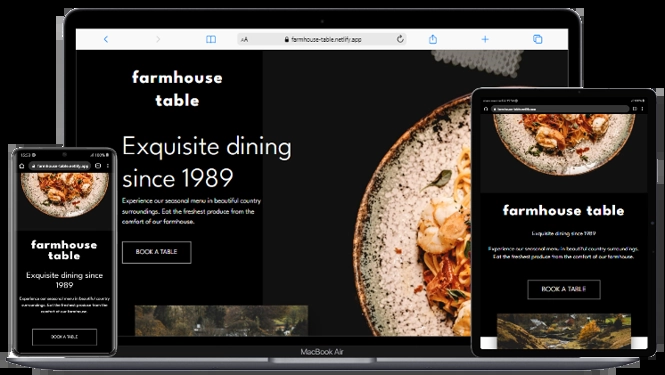 AA farmhouse-table.netlify.app
farmhouse
table
Exquisite dining
since 1989
Experience our seasonal menu in beautiful country
surroundings. Eat the freshest produce from the
comfort of our farmhouse.
BOOK A TABLE
MacBook Air
farmhouse-table.netlify.app
farmhouse
table
Exquisite dining since
1989
Experience our seasonal menu in beautiful country
surroundings. Eat the freshest produce from the
comfort of our farmhouse.
BOOK A TABLE
farmhouse-table.netlify.app
farmhouse table
Exquisite dining since 1989
Experience our seasonal menu in beautiful country surroundings.
Eat the freshest produce from the comfort of our farmhouse.
BOOK A TABLE